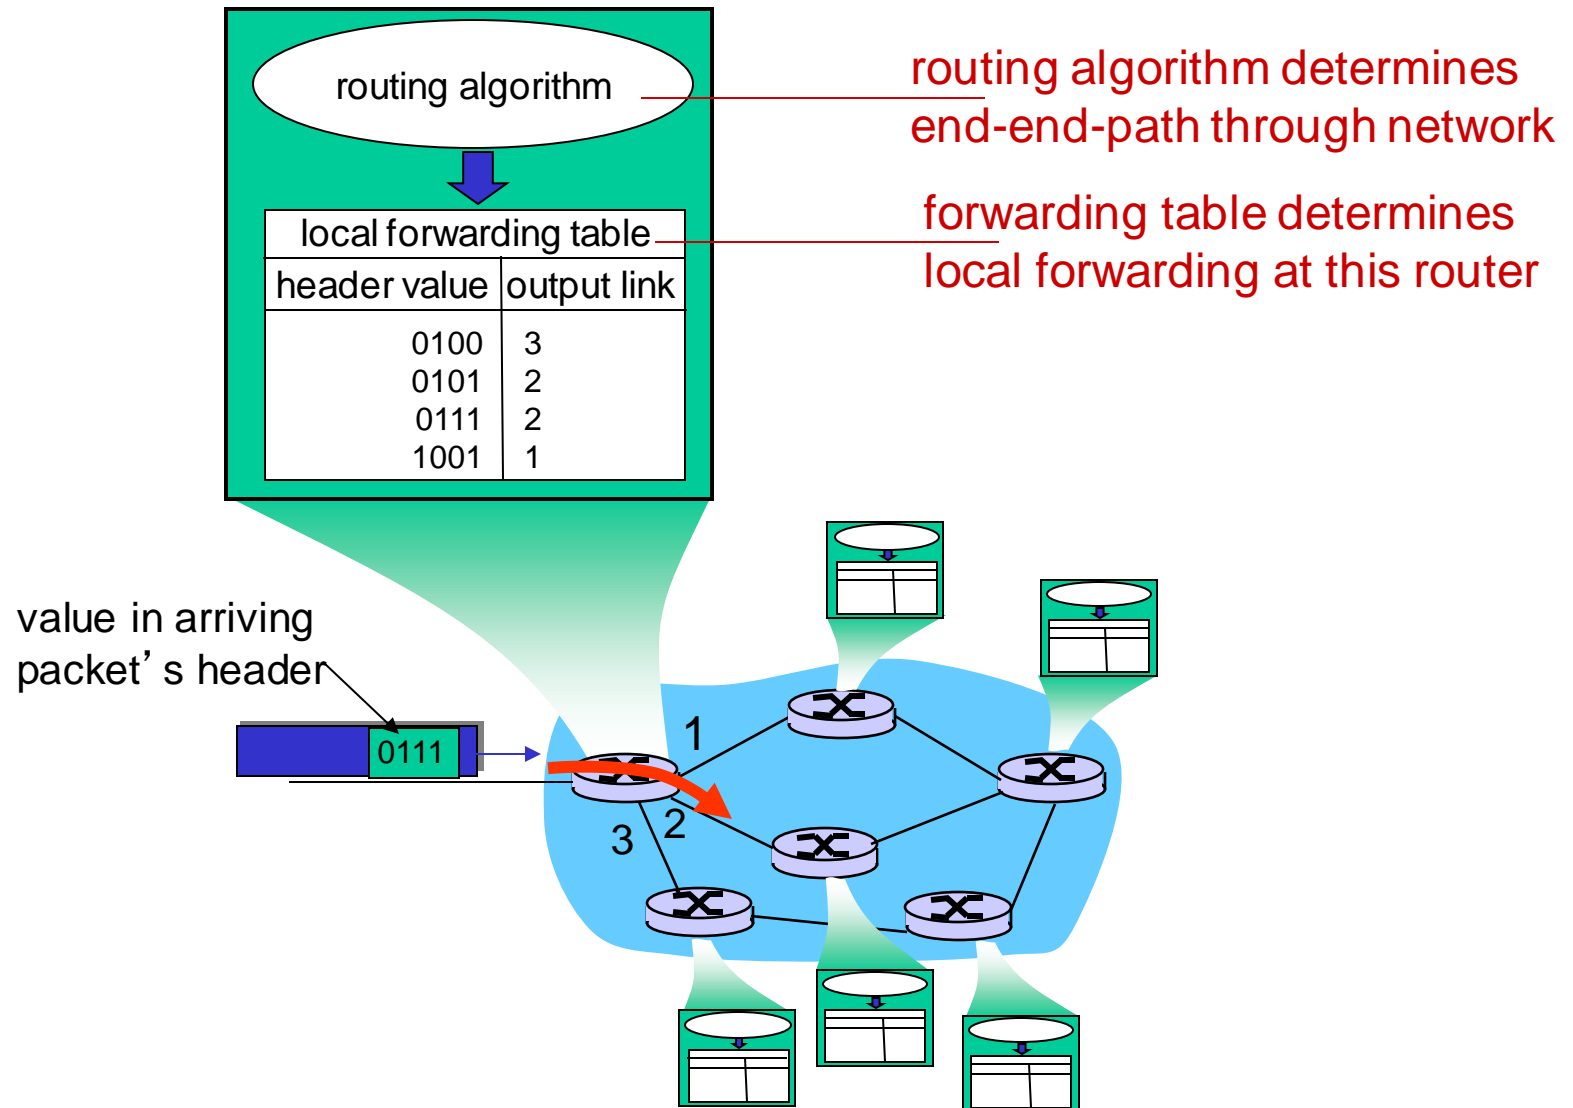 routing algorithm
routing algorithm determines
end-end-path through network
local forwarding table
forwarding table determines
local forwarding at this router
header value output link
0100 3
0101 2
0111 2
1001 1
value in arriving
packet’s header
0111
1
2
3